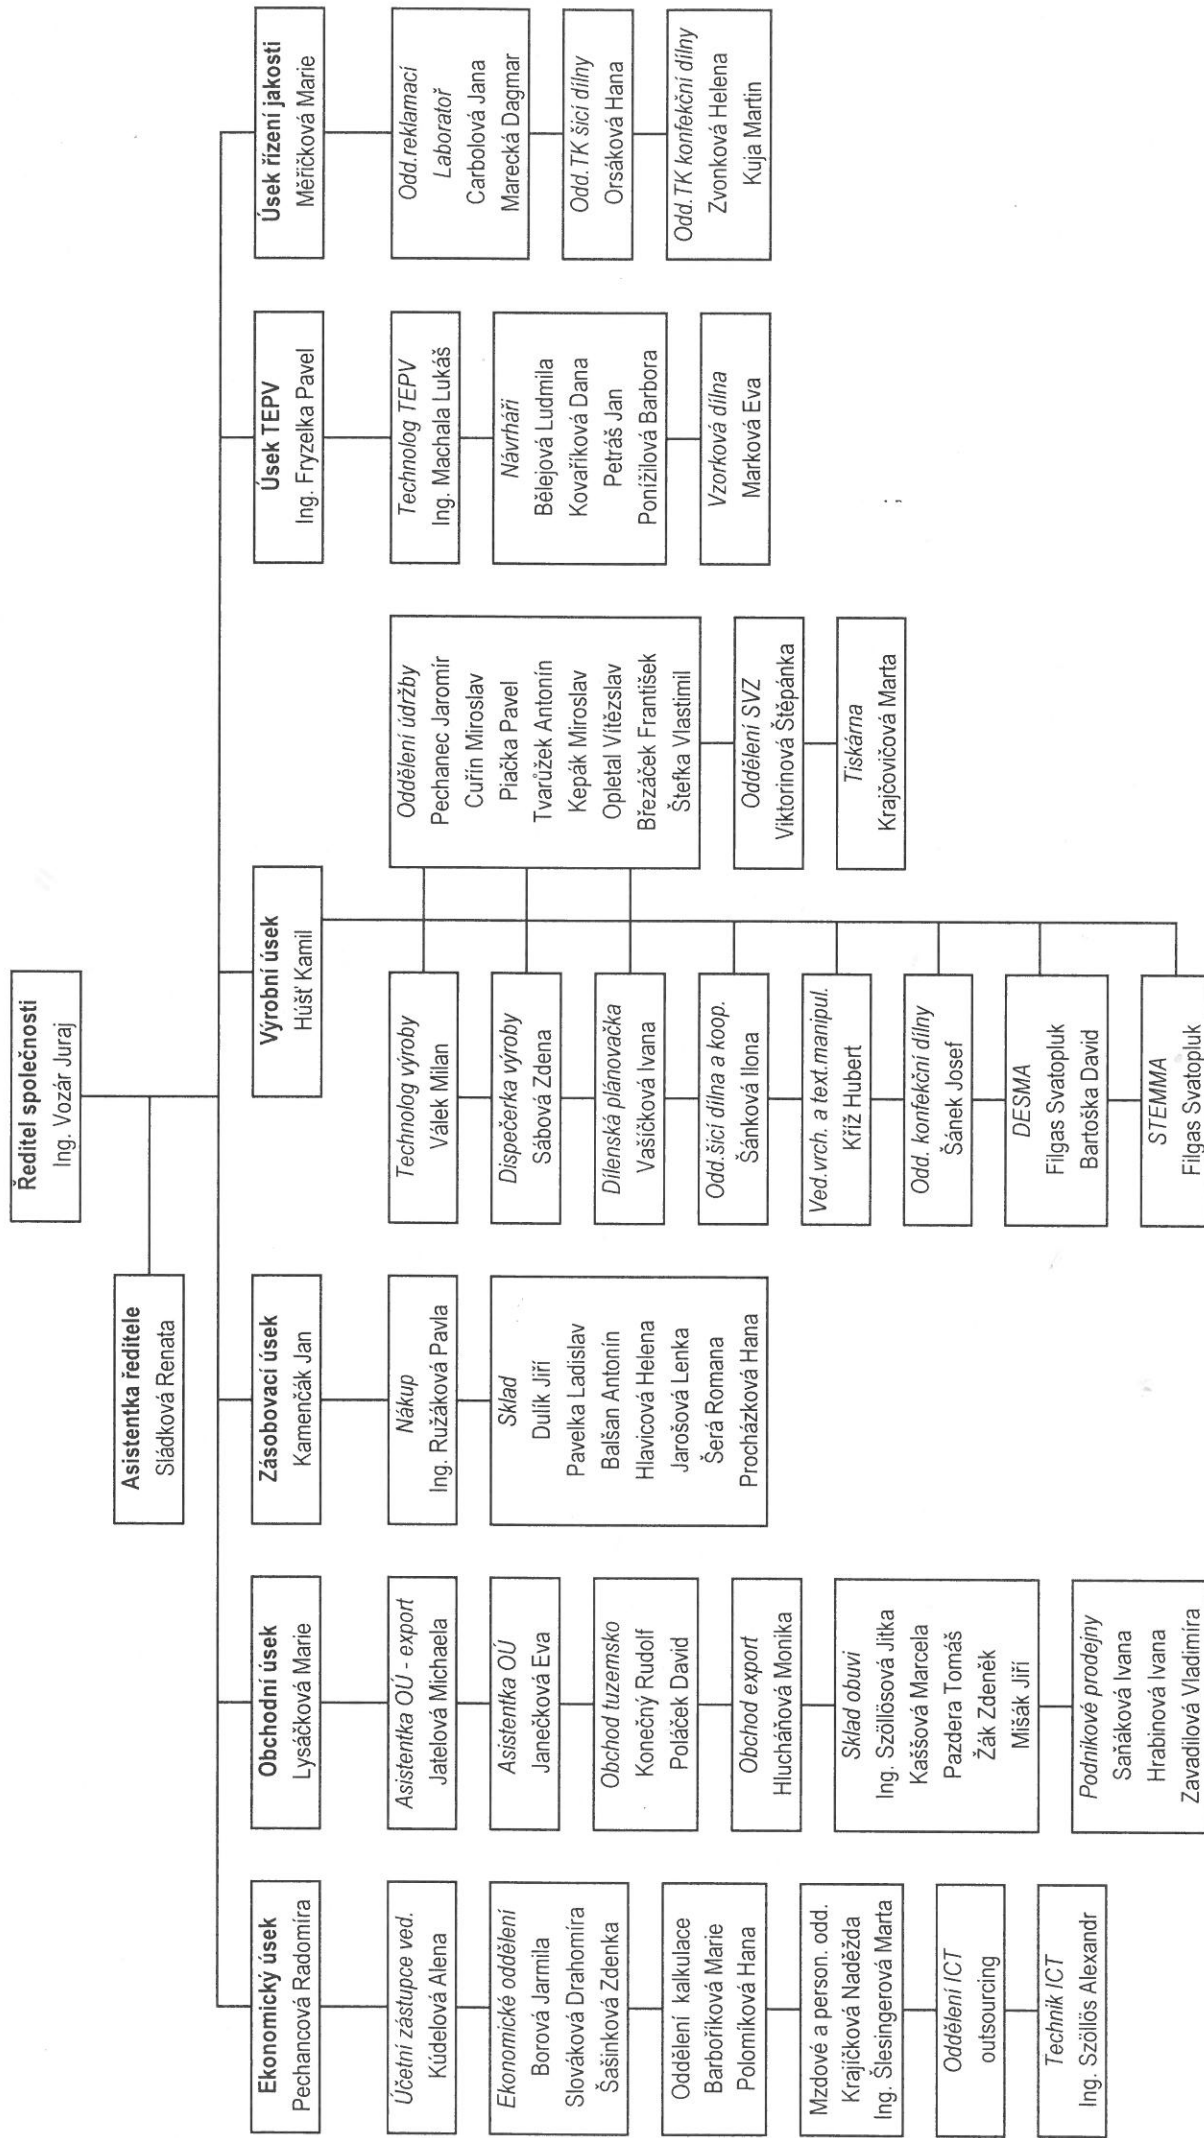 Ředitel společnosti
Ing. Vozár Juraj
Asistentka ředitele
Sládková Renata
Ekonomický úsek
Pechancová Radomíra
Účetní zástupce ved.
Kúdelová Alena
Ekonomické oddělení
Borová Jarmila
Slováková Drahomíra
Šašinková Zdenka
Oddělení kalkulace
Barboříková Marie
Polomíková Hana
Mzdové a person. odd.
Krajíčková Naděžda
Ing. Šlesingerová Marta
Oddělení ICT
outsourcing
Technik ICT
Ing. Szöllös Alexandr
Obchodní úsek
Lysáčková Marie
Asistentka OÚ - export
Jatelová Michaela
Asistentka OÚ
Janečková Eva
Obchod tuzemsko
Konečný Rudolf
Poláček David
Obchod export
Hlucháňová Monika
Sklad obuvi
Ing. Szöllösová Jitka
Kaššová Marcela
Pazdera Tomáš
Žák Zdeněk
Mišák Jiří
Podnikové prodejny
Saňáková Ivana
Hrabinová Ivana
Zavadilová Vladimíra
Zásobovací úsek
Kamenčák Jan
Nákup
Ing. Ružáková Pavla
Sklad
Dulík Jiří
Pavelka Ladislav
Balšan Antonín
Hlavicová Helena
Jarošová Lenka
Šerá Romana
Procházková Hana
Výrobní úsek
Húšť Kamil
Technolog výroby
Válek Milan
Dispečerka výroby
Sábová Zdena
Dílenská plánovačka
Vašíčková Ivana
Odd.šicí dílna a koop.
Šánková Ilona
Ved.vrch. a text.manipul.
Kříž Hubert
Odd. konfekční dílny
Šánek Josef
DESMA
Filgas Svatopluk
Bartoška David
STEMMA
Filgas Svatopluk
Oddělení údržby
Pechanec Jaromír
Cuřín Miroslav
Piačka Pavel
Tvarůžek Antonín
Kepák Miroslav
Opletal Vítězslav
Březáček František
Štefka Vlastimil
Oddělení SVZ
Viktorinová Štěpánka
Tiskárna
Krajčovičová Marta
Úsek TEPV
Ing. Fryzelka Pavel
Technolog TEPV
Ing. Machala Lukáš
Návrháři
Bělejová Ludmila
Kovaříková Dana
Petráš Jan
Ponížilová Barbora
Vzorková dílna
Marková Eva
Úsek řízení jakosti
Měřičková Marie
Odd.reklamací
Laboratoř
Carbolová Jana
Marecká Dagmar
Odd.TK šicí dílny
Orsáková Hana
Odd.TK konfekční dílny
Zvonková Helena
Kuja Martin